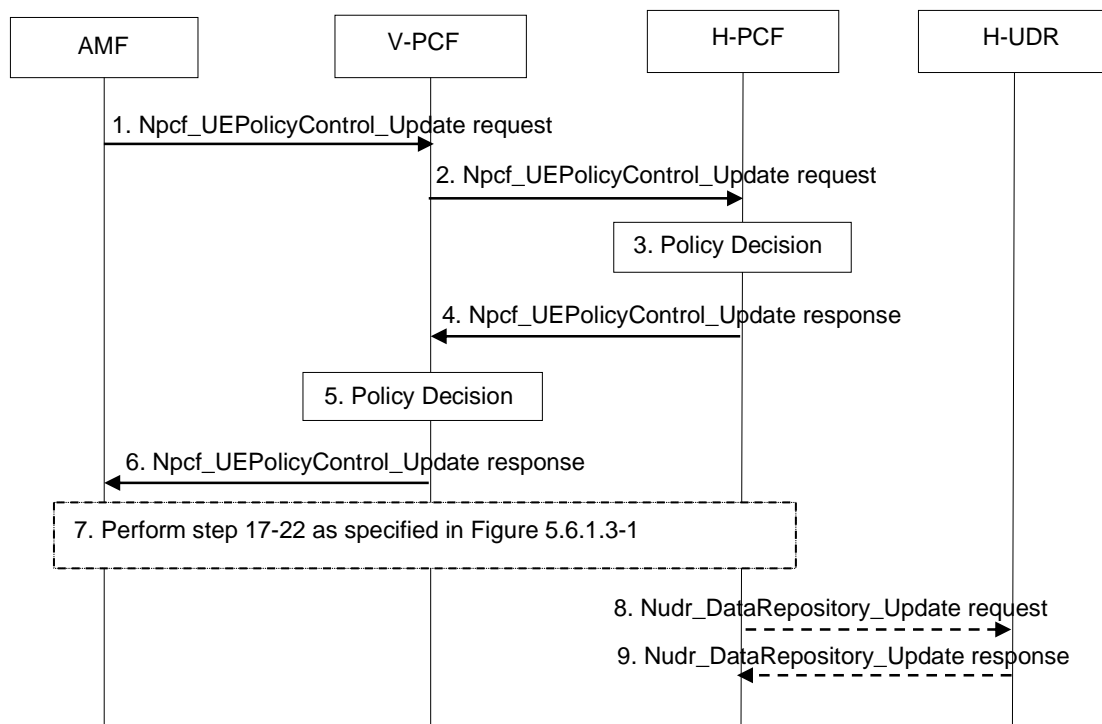 AMF
V-PCF
H-PCF
H-UDR
1. Npcf_UEPolicyControl_Update request
2. Npcf_UEPolicyControl_Update request
3. Policy Decision
4. Npcf_UEPolicyControl_Update response
5. Policy Decision
6. Npcf_UEPolicyControl_Update response
7. Perform step 17-22 as specified in Figure 5.6.1.3-1
8. Nudr_DataRepository_Update request
9. Nudr_DataRepository_Update response